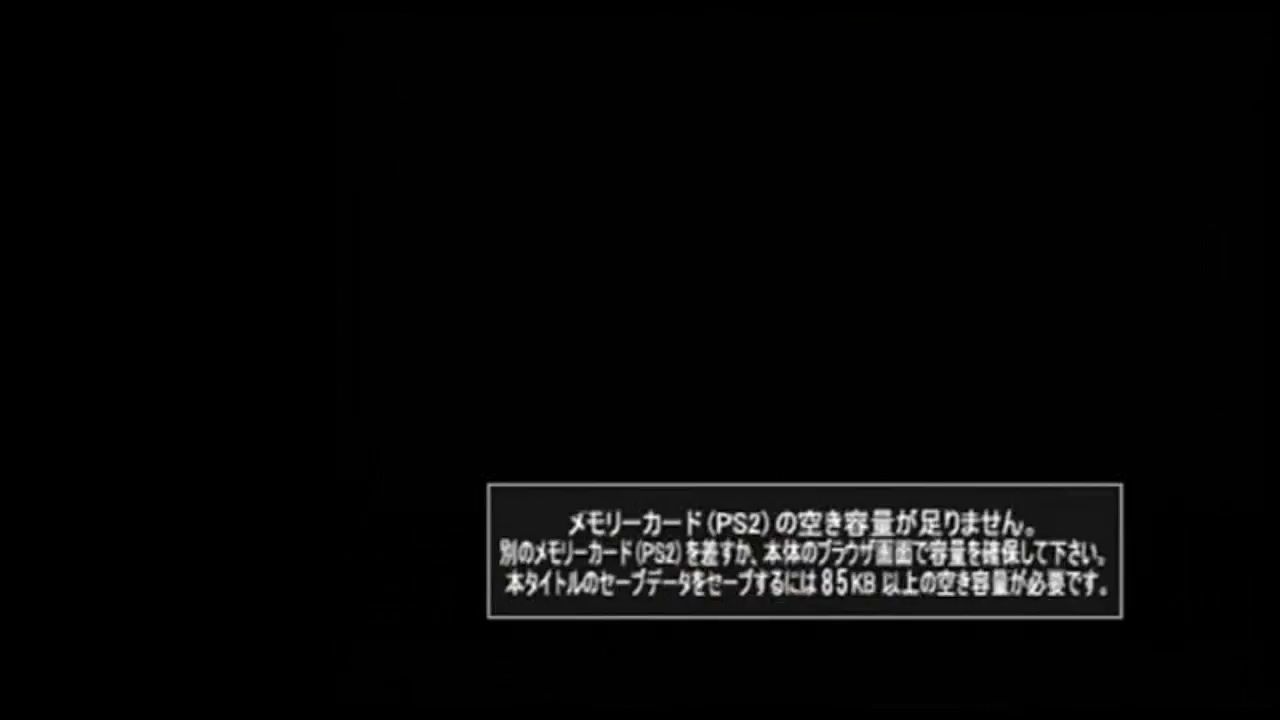 メモリーカード(PS2)の空き容量が足りません。
別のメモリーカード(PS2)を差すか、本体のブラウザ画面で容量を確保して下さい。
本タイトルのセーブデータをセーブするには85KB 以上の空き容量が必要です。